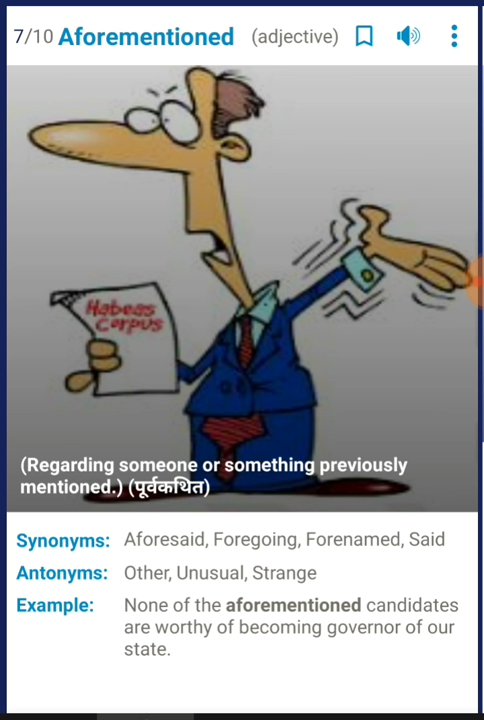 7/10 Aforementioned (adjective)
Habeas
Corpus
(Regarding someone or something previously
mentioned.) (पूर्वकथित)
Synonyms: Aforesaid, Foregoing, Forenamed, Said
Antonyms: Other, Unusual, Strange
Example: None of the aforementioned candidates
are worthy of becoming governor of our
state.